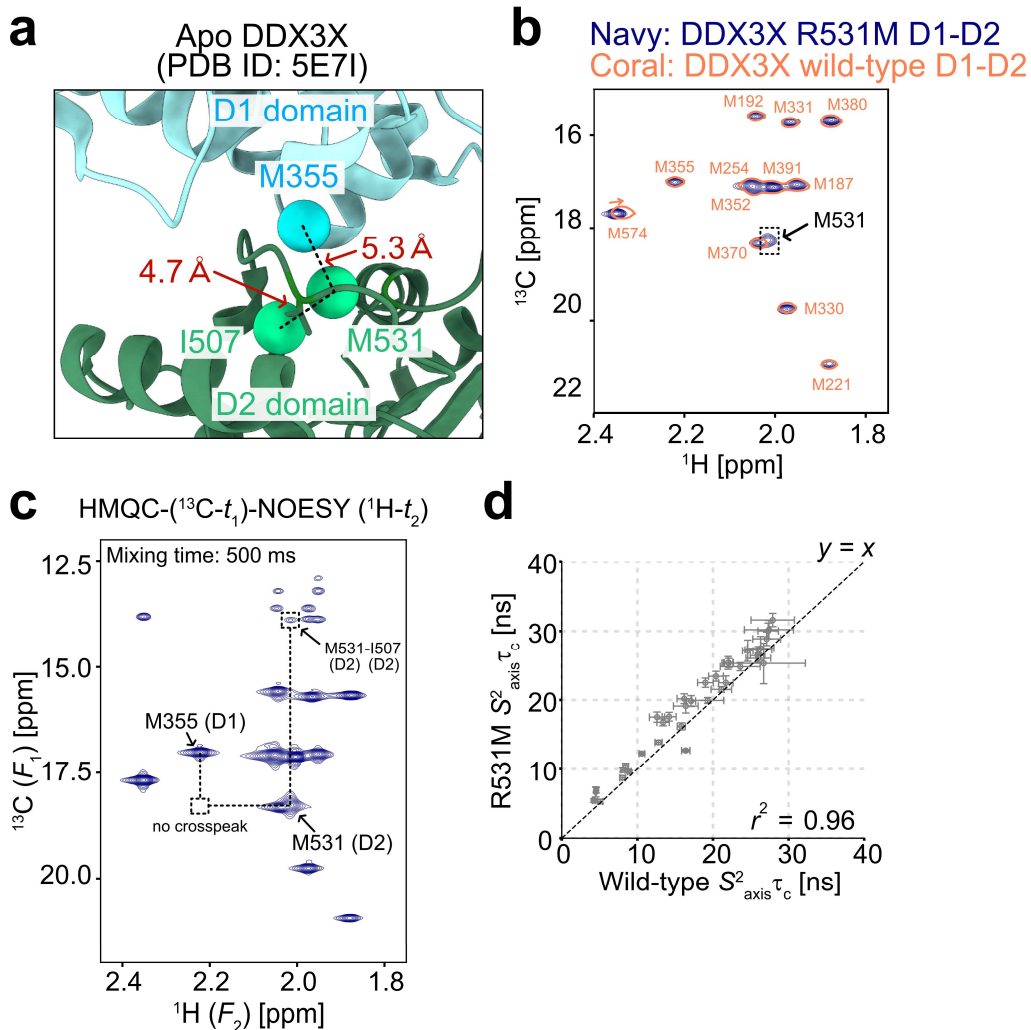 a
Apo DDX3X
(PDB ID: 5E7I)
D1 domain
M355
5.3 Å
4.7 Å
I507
M531
D2 domain
b
Navy: DDX3X R531M D1-D2
Coral: DDX3X wild-type D1-D2
M192
M331
M380
M355
M254
M391
M187
M352
M574
M531
M370
M330
M221
16
18
20
22
¹³C [ppm]
2.4
2.2
2.0
1.8
¹H [ppm]
c
HMQC-(¹³C-t₁)-NOESY (¹H-t₂)
Mixing time: 500 ms
M531-I507
(D2) (D2)
M355 (D1)
no crosspeak
M531 (D2)
12.5
15.0
17.5
20.0
¹³C (F₁) [ppm]
2.4
2.2
2.0
¹H (F₂) [ppm]
d
y = x
r² = 0.96
40
30
20
10
0
R531M S²axisτc [ns]
0
10
20
30
40
Wild-type S²axisτc [ns]